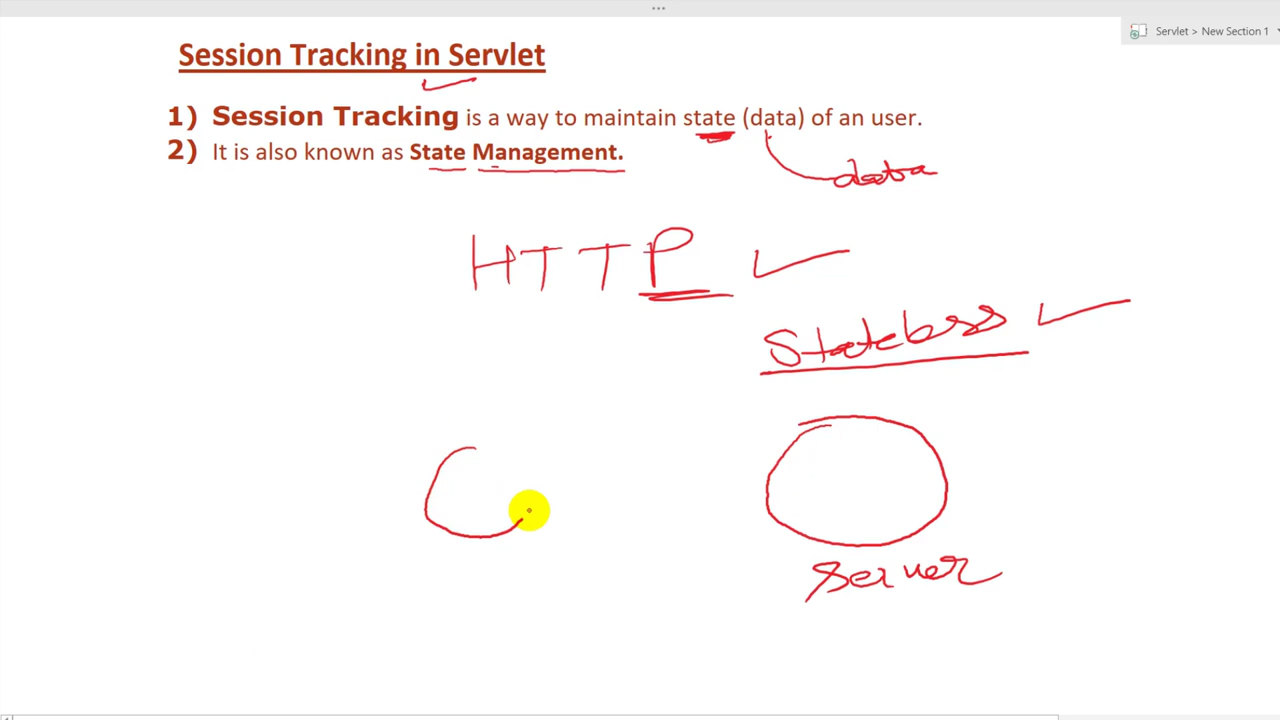 Servlet > New Section 1
Session Tracking in Servlet
1) Session Tracking is a way to maintain state (data) of an user.
2) It is also known as State Management.
data
HTTP
Stateless
Server